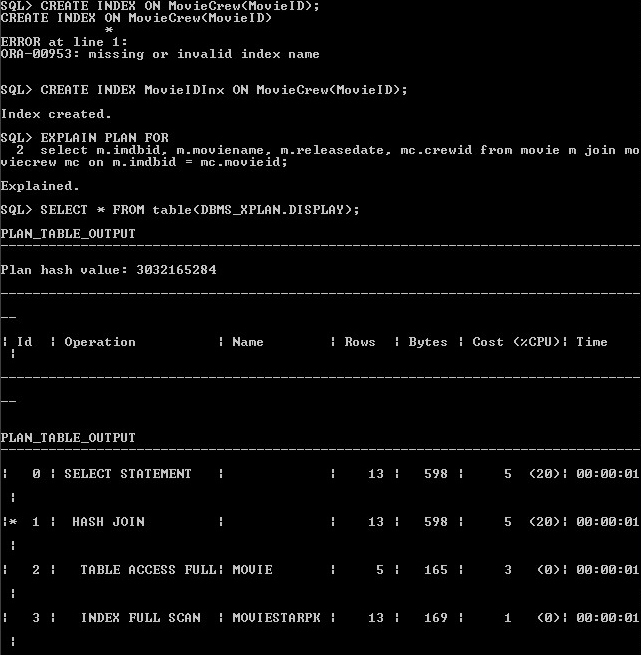 SQL> CREATE INDEX ON MovieCrew(MovieID);
CREATE INDEX ON MovieCrew(MovieID)
*
ERROR at line 1:
ORA-00953: missing or invalid index name
SQL> CREATE INDEX MovieIDInx ON MovieCrew(MovieID);
Index created.
SQL> EXPLAIN PLAN FOR
2 select m.imdbid, m.moviename, m.releasedate, mc.crewid from movie m join mo
viecrew mc on m.imdbid = mc.movieid;
Explained.
SQL> SELECT * FROM table(DBMS_XPLAN.DISPLAY);
PLAN_TABLE_OUTPUT
--------------------------------------------------------------------------------
Plan hash value: 3032165284
--------------------------------------------------------------------------------
--
| Id | Operation | Name | Rows | Bytes | Cost (%CPU)| Time
|
--------------------------------------------------------------------------------
--
PLAN_TABLE_OUTPUT
--------------------------------------------------------------------------------
| 0 | SELECT STATEMENT | | 13 | 598 | 5 (20)| 00:00:01
|
|* 1 | HASH JOIN | | 13 | 598 | 5 (20)| 00:00:01
|
| 2 | TABLE ACCESS FULL| MOVIE | 5 | 165 | 3 (0)| 00:00:01
|
| 3 | INDEX FULL SCAN | MOVIESTARPK | 13 | 169 | 1 (0)| 00:00:01
|